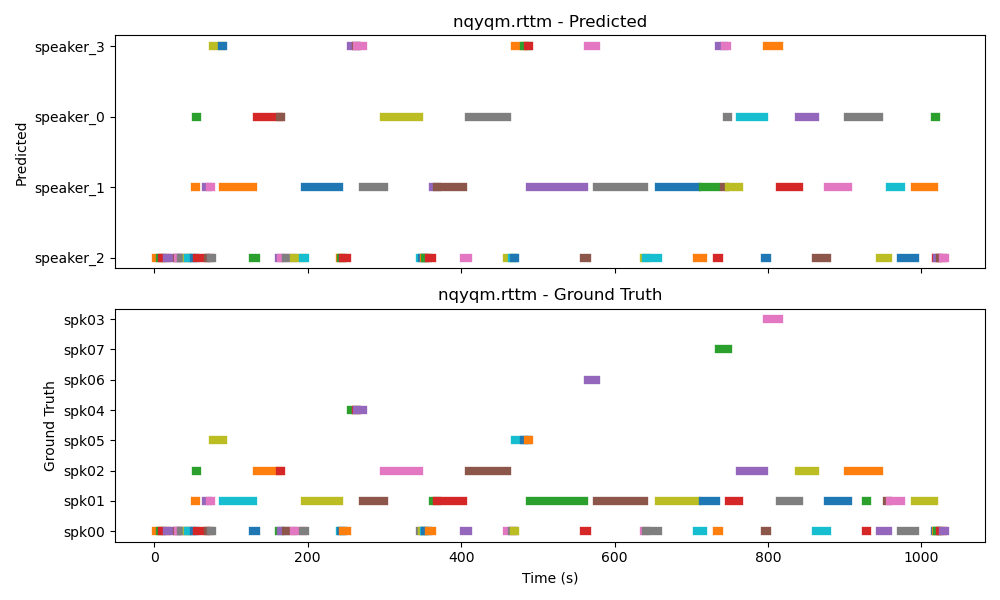 nqyqm.rttm - Predicted
speaker_3
speaker_0
speaker_1
speaker_2
Predicted
nqyqm.rttm - Ground Truth
spk03
spk07
spk06
spk04
spk05
spk02
spk01
spk00
Ground Truth
0 200 400 600 800 1000
Time (s)